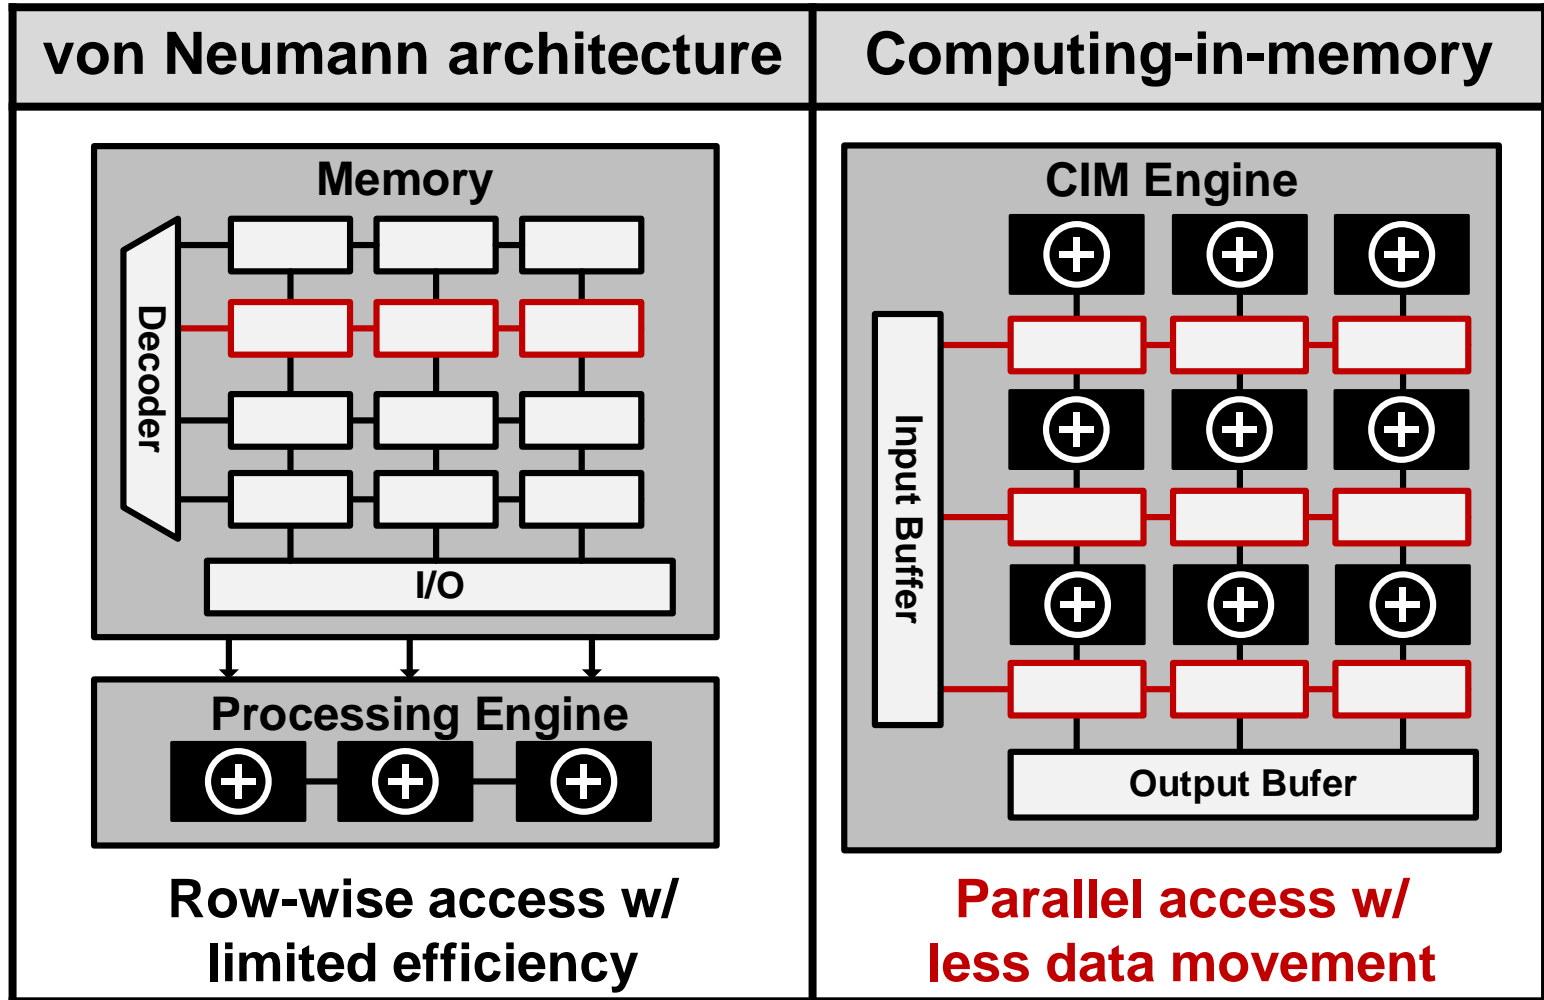 von Neumann architecture
Computing-in-memory
Memory
Decoder
I/O
Processing Engine
Row-wise access w/
limited efficiency
CIM Engine
Input Buffer
Output Bufer
Parallel access w/
less data movement